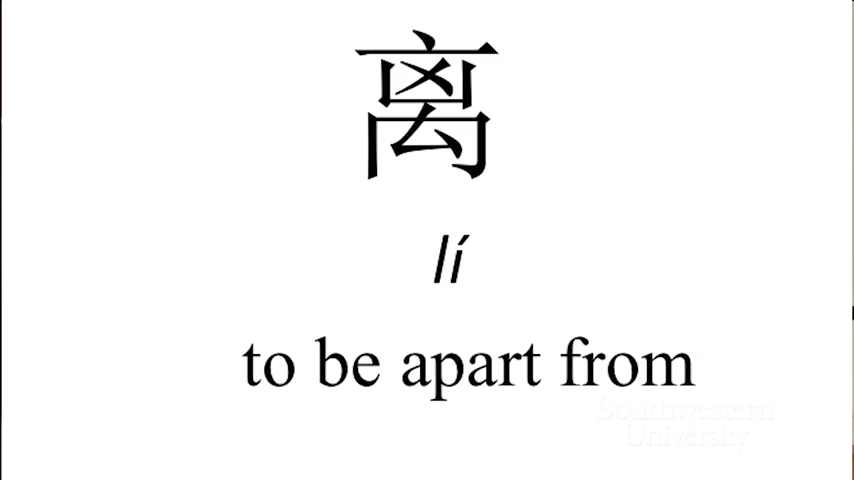 离
lí
to be apart from
Southwestern
University